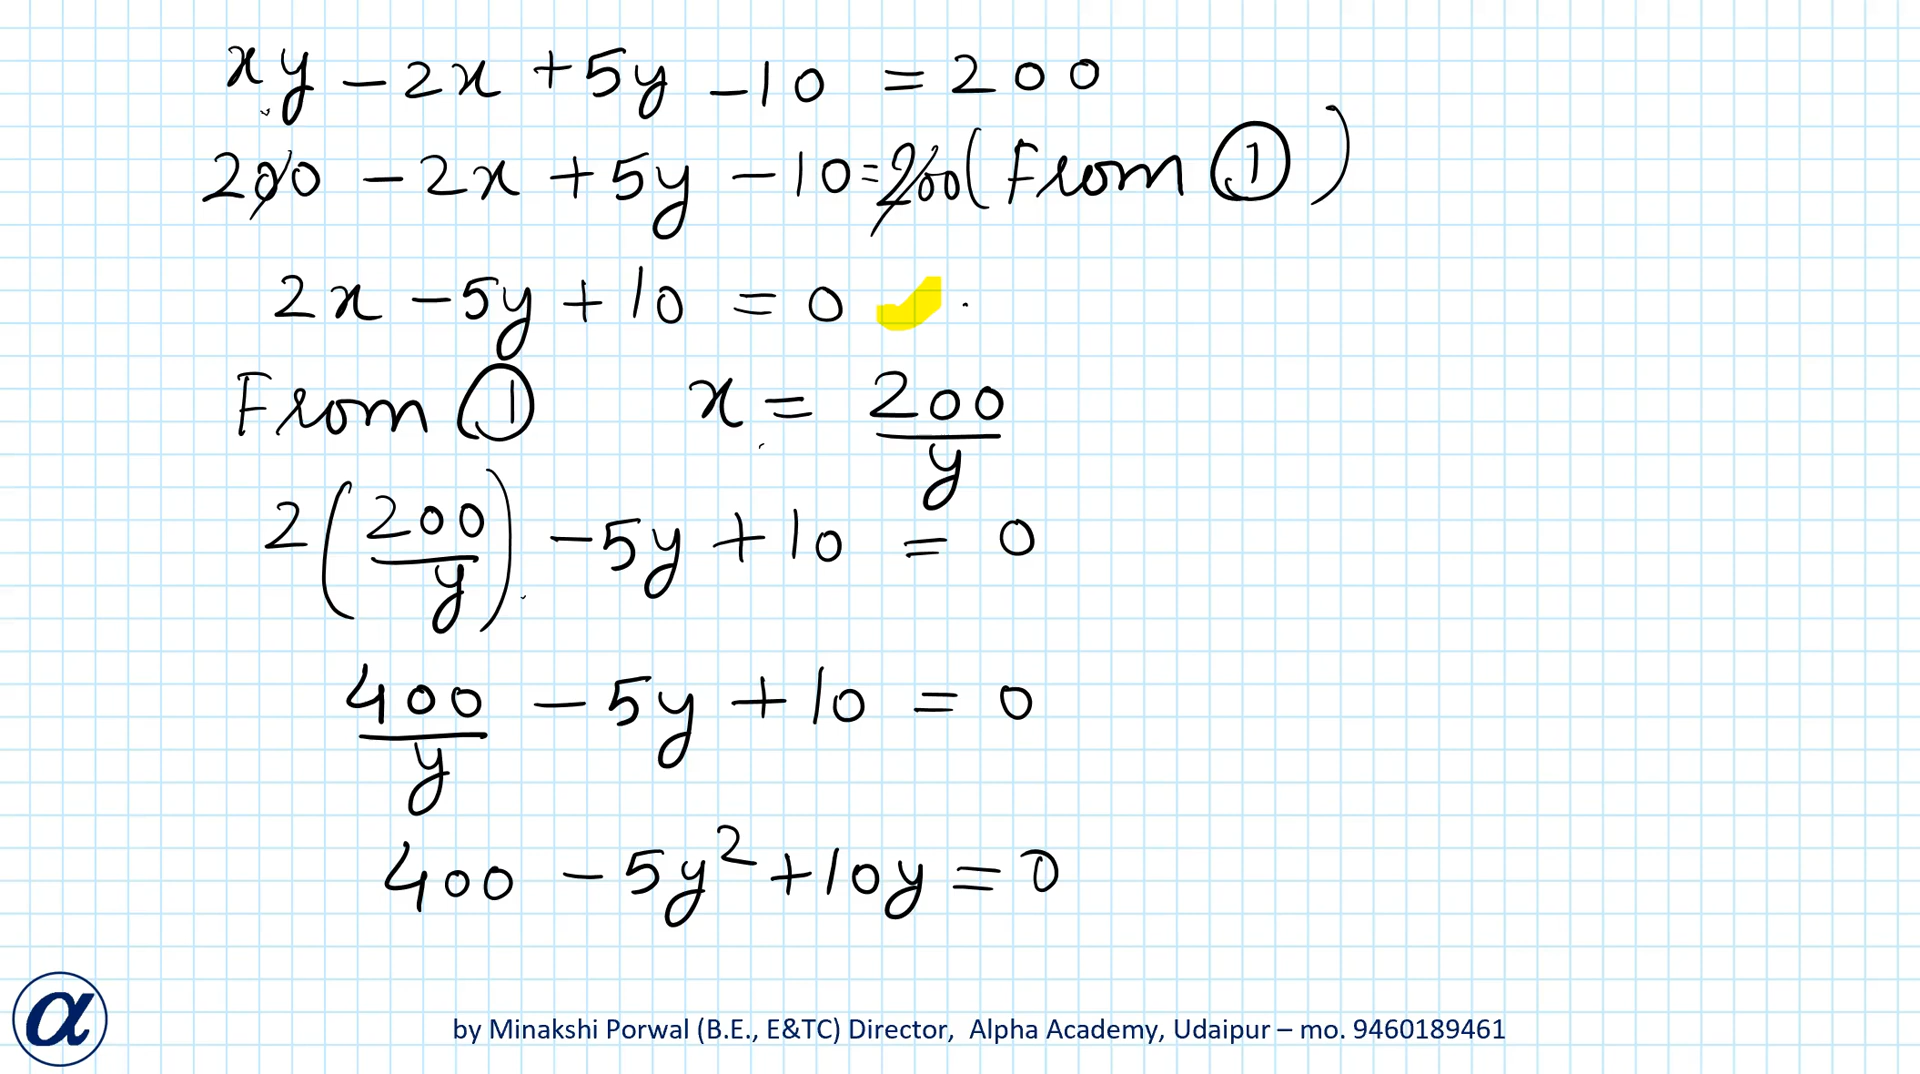 xy - 2x + 5y - 10 = 200
200 - 2x + 5y - 10 = 200 (From ①)
2x - 5y + 10 = 0
From ① x = 200/y
2(200/y) - 5y + 10 = 0
400/y - 5y + 10 = 0
400 - 5y² + 10y = 0
α
by Minakshi Porwal (B.E., E&TC) Director, Alpha Academy, Udaipur – mo. 9460189461